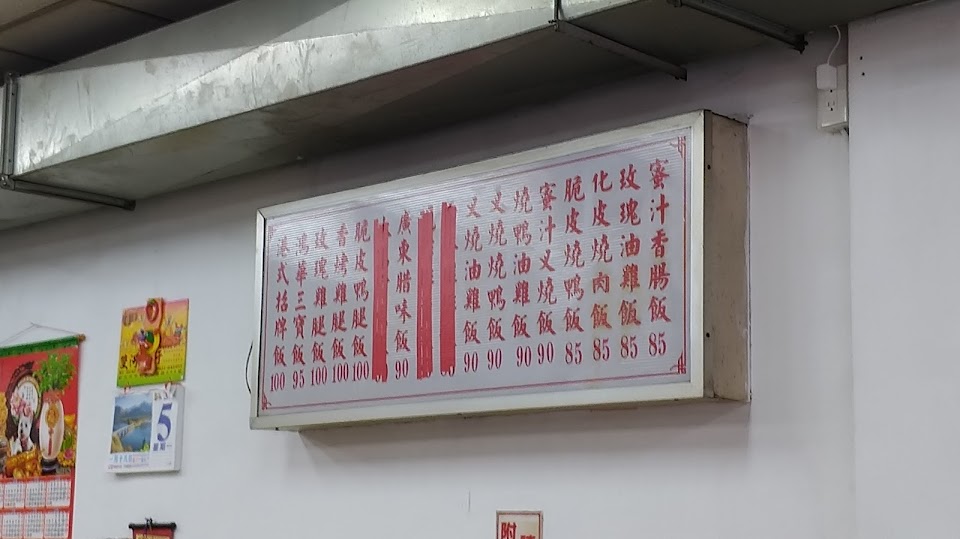 蜜汁香腸飯 85
玫瑰油雞飯 85
化皮燒肉飯 85
脆皮燒鴨飯 85
蜜汁叉燒飯 90
燒鴨油雞飯 90
叉燒燒鴨飯 90
叉燒油雞飯 90
廣東腊味飯 90
脆皮鴨腿飯 100
香烤雞腿飯 100
玫瑰雞腿飯 100
鴻華三寶飯 95
港式招牌飯 100
5
附